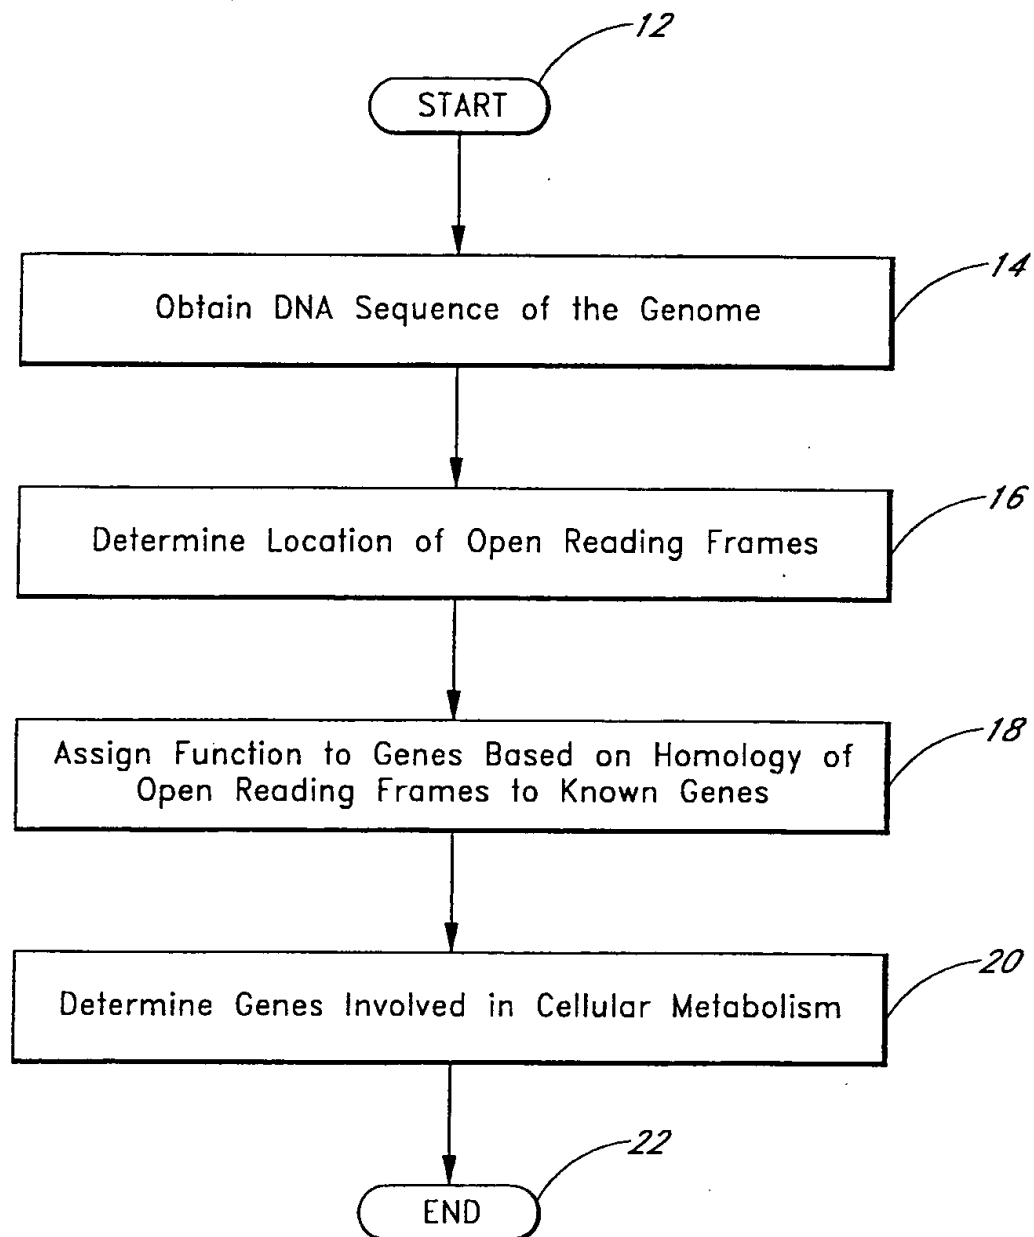 12
START
14
Obtain DNA Sequence of the Genome
16
Determine Location of Open Reading Frames
18
Assign Function to Genes Based on Homology of
Open Reading Frames to Known Genes
20
Determine Genes Involved in Cellular Metabolism
22
END